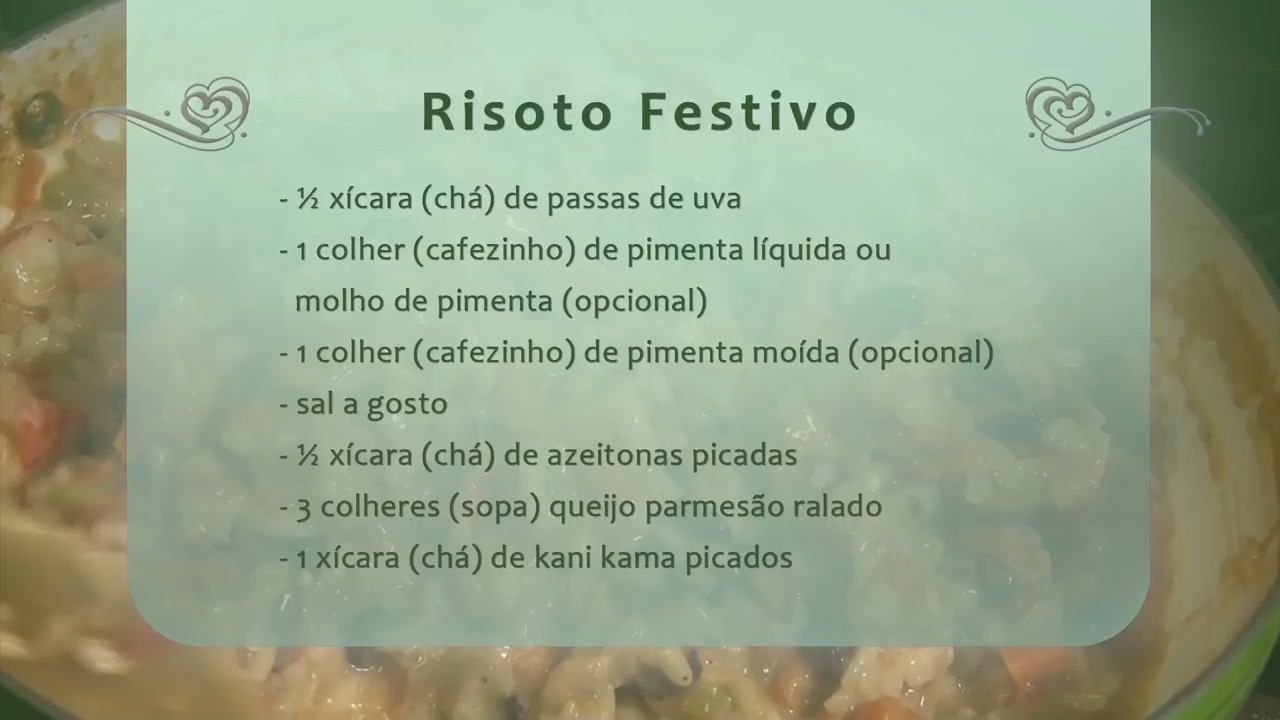 Risoto Festivo
- ½ xícara (chá) de passas de uva
- 1 colher (cafezinho) de pimenta líquida ou
molho de pimenta (opcional)
- 1 colher (cafezinho) de pimenta moída (opcional)
- sal a gosto
- ½ xícara (chá) de azeitonas picadas
- 3 colheres (sopa) queijo parmesão ralado
- 1 xícara (chá) de kani kama picados